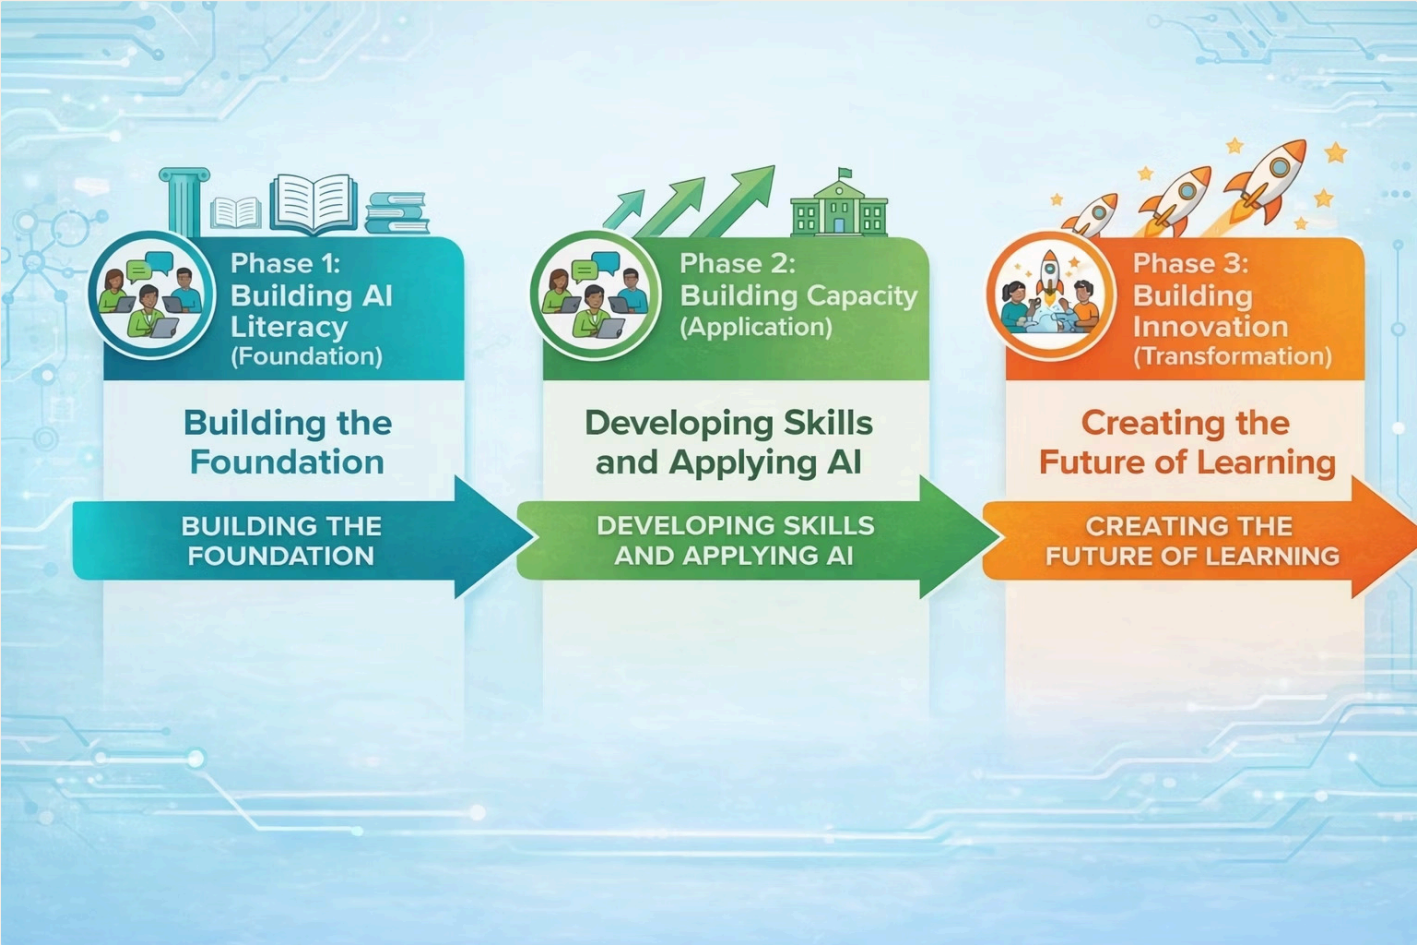 Phase 1:
Building AI
Literacy
(Foundation)
Building the
Foundation
BUILDING THE
FOUNDATION
Phase 2:
Building Capacity
(Application)
Developing Skills
and Applying AI
DEVELOPING SKILLS
AND APPLYING AI
Phase 3:
Building
Innovation
(Transformation)
Creating the
Future of Learning
CREATING THE
FUTURE OF LEARNING